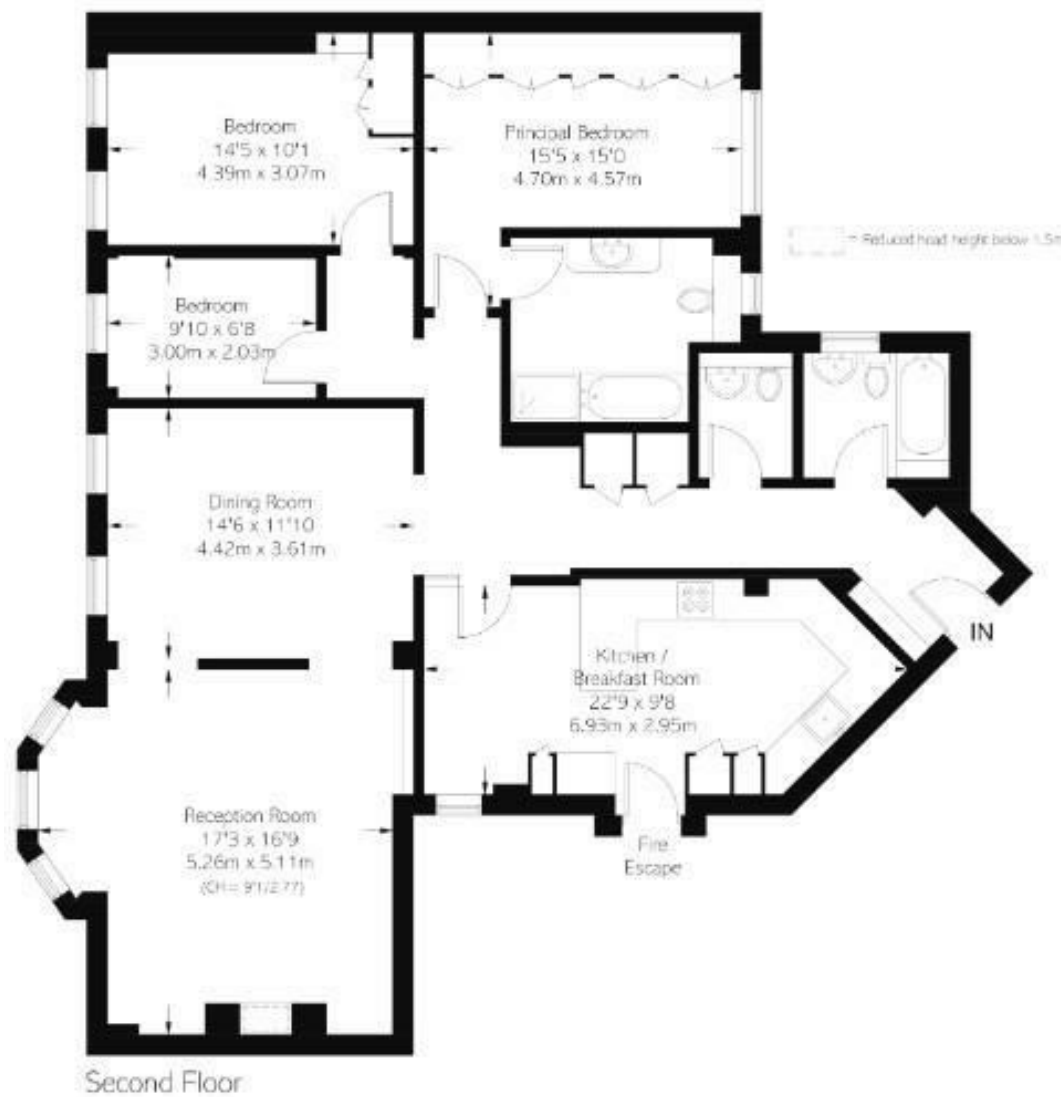 Bedroom
14'5 x 10'1
4.39m x 3.07m
Principal Bedroom
15'5 x 15'0
4.70m x 4.57m
= Reduced head height below 1.5m
Bedroom
9'10 x 6'8
3.00m x 2.03m
Dining Room
14'6 x 11'10
4.42m x 3.61m
IN
Kitchen /
Breakfast Room
22'9 x 9'8
6.93m x 2.95m
Reception Room
17'3 x 16'9
5.26m x 5.11m
(CH = 9'1/2.77)
Fire
Escape
Second Floor